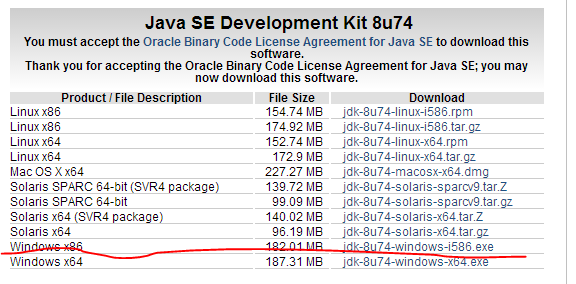 Java SE Development Kit 8u74
You must accept the Oracle Binary Code License Agreement for Java SE to download this
software.
Thank you for accepting the Oracle Binary Code License Agreement for Java SE; you may
now download this software.
Product / File Description File Size Download
Linux x86 154.74 MB jdk-8u74-linux-i586.rpm
Linux x86 174.92 MB jdk-8u74-linux-i586.tar.gz
Linux x64 152.74 MB jdk-8u74-linux-x64.rpm
Linux x64 172.9 MB jdk-8u74-linux-x64.tar.gz
Mac OS X x64 227.27 MB jdk-8u74-macosx-x64.dmg
Solaris SPARC 64-bit (SVR4 package) 139.72 MB jdk-8u74-solaris-sparcv9.tar.Z
Solaris SPARC 64-bit 99.09 MB jdk-8u74-solaris-sparcv9.tar.gz
Solaris x64 (SVR4 package) 140.02 MB jdk-8u74-solaris-x64.tar.Z
Solaris x64 96.19 MB jdk-8u74-solaris-x64.tar.gz
Windows x86 182.01 MB jdk-8u74-windows-i586.exe
Windows x64 187.31 MB jdk-8u74-windows-x64.exe